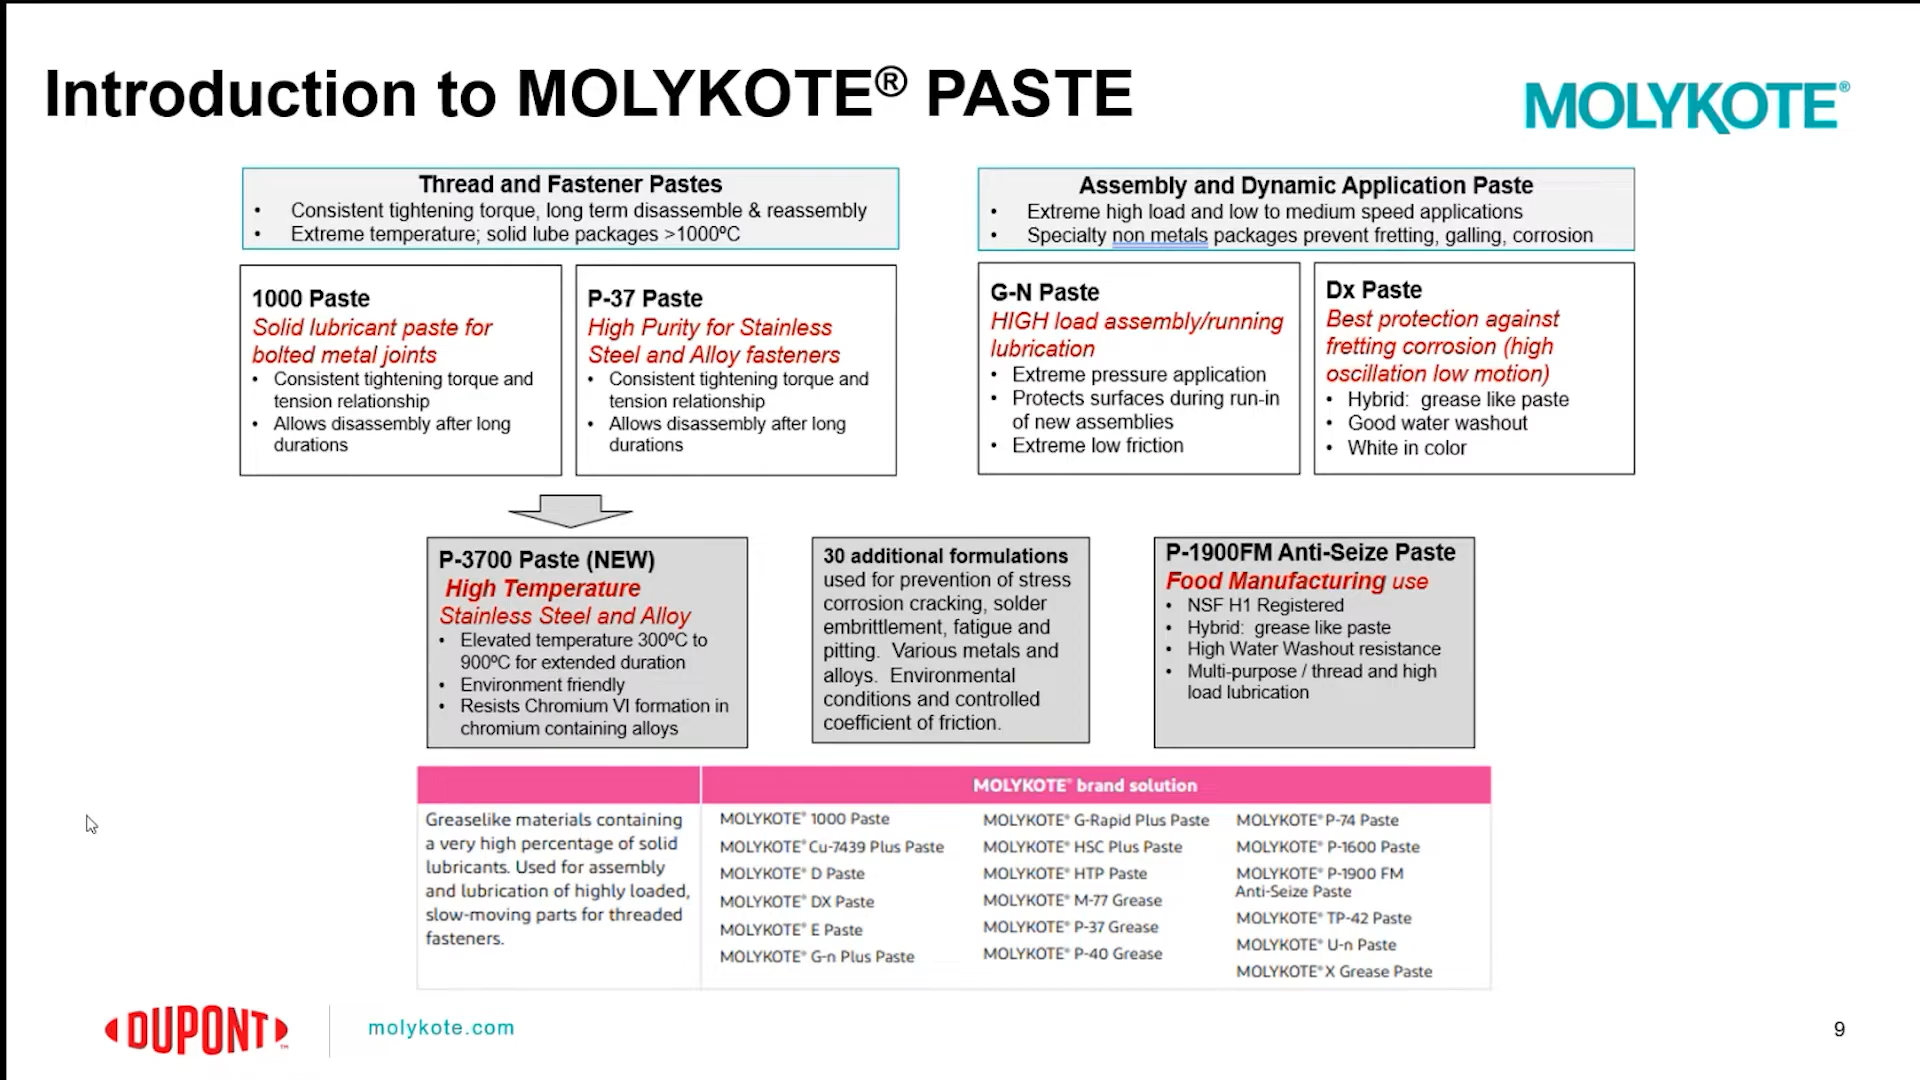 Introduction to MOLYKOTE® PASTE
MOLYKOTE®
Thread and Fastener Pastes
• Consistent tightening torque, long term disassemble & reassembly
• Extreme temperature; solid lube packages >1000ºC
Assembly and Dynamic Application Paste
• Extreme high load and low to medium speed applications
• Specialty non metals packages prevent fretting, galling, corrosion
1000 Paste
Solid lubricant paste for
bolted metal joints
• Consistent tightening torque and
tension relationship
• Allows disassembly after long
durations
P-37 Paste
High Purity for Stainless
Steel and Alloy fasteners
• Consistent tightening torque and
tension relationship
• Allows disassembly after long
durations
G-N Paste
HIGH load assembly/running
lubrication
• Extreme pressure application
• Protects surfaces during run-in
of new assemblies
• Extreme low friction
Dx Paste
Best protection against
fretting corrosion (high
oscillation low motion)
• Hybrid: grease like paste
• Good water washout
• White in color
P-3700 Paste (NEW)
High Temperature
Stainless Steel and Alloy
• Elevated temperature 300ºC to
900ºC for extended duration
• Environment friendly
• Resists Chromium VI formation in
chromium containing alloys
30 additional formulations
used for prevention of stress
corrosion cracking, solder
embrittlement, fatigue and
pitting. Various metals and
alloys. Environmental
conditions and controlled
coefficient of friction.
P-1900FM Anti-Seize Paste
Food Manufacturing use
• NSF H1 Registered
• Hybrid: grease like paste
• High Water Washout resistance
• Multi-purpose / thread and high
load lubrication
MOLYKOTE® brand solution
Greaselike materials containing
a very high percentage of solid
lubricants. Used for assembly
and lubrication of highly loaded,
slow-moving parts for threaded
fasteners.
MOLYKOTE® 1000 Paste
MOLYKOTE® Cu-7439 Plus Paste
MOLYKOTE® D Paste
MOLYKOTE® DX Paste
MOLYKOTE® E Paste
MOLYKOTE® G-n Plus Paste
MOLYKOTE® G-Rapid Plus Paste
MOLYKOTE® HSC Plus Paste
MOLYKOTE® HTP Paste
MOLYKOTE® M-77 Grease
MOLYKOTE® P-37 Grease
MOLYKOTE® P-40 Grease
MOLYKOTE® P-74 Paste
MOLYKOTE® P-1600 Paste
MOLYKOTE® P-1900 FM
Anti-Seize Paste
MOLYKOTE® TP-42 Paste
MOLYKOTE® U-n Paste
MOLYKOTE® X Grease Paste
DUPONT™
molykote.com
9